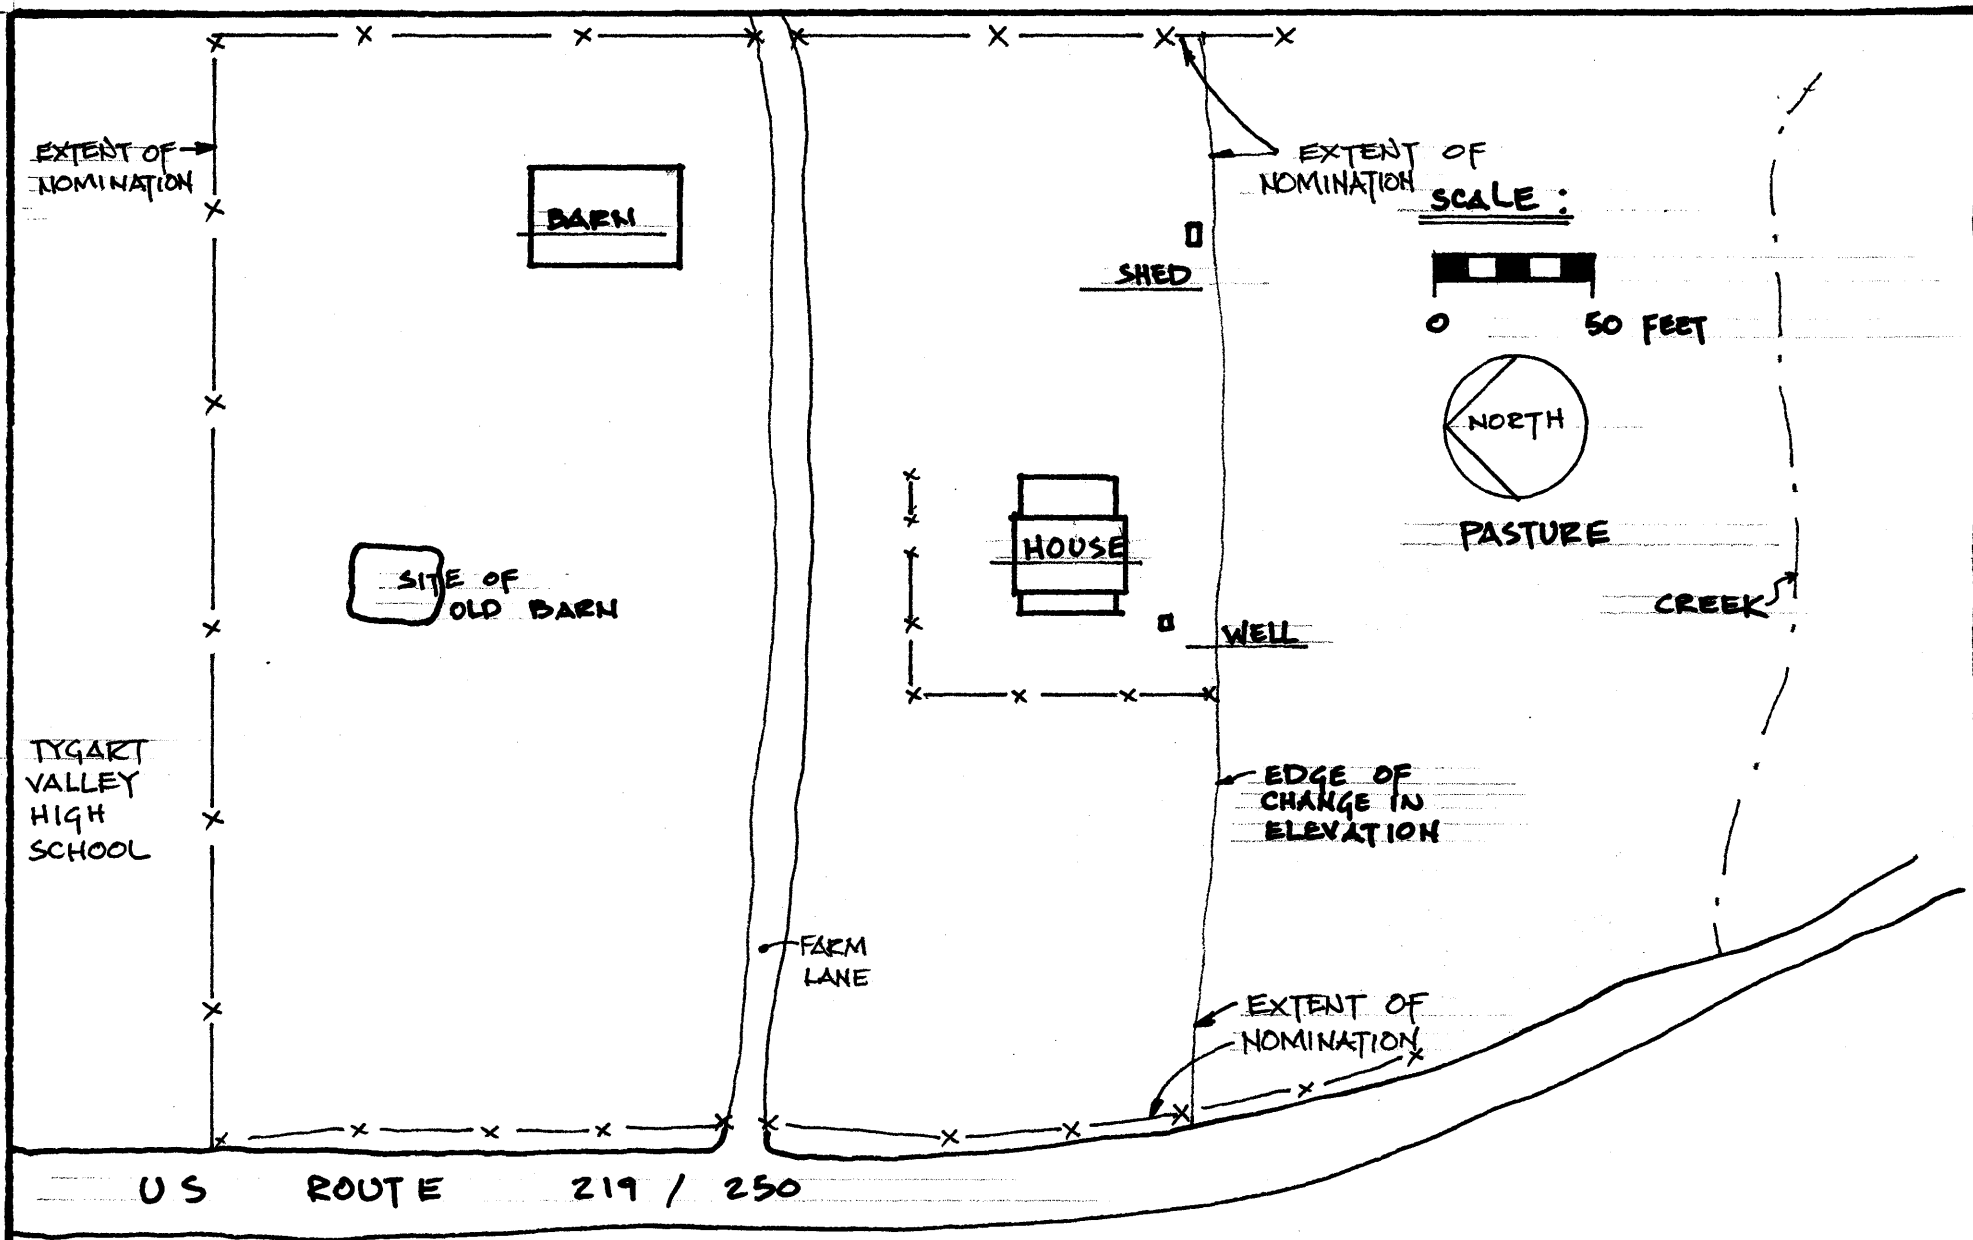 EXTENT OF
NOMINATION
EXTENT OF
NOMINATION
SCALE :
BARN
SHED
0 50 FEET
NORTH
PASTURE
HOUSE
SITE OF
OLD BARN
CREEK
WELL
TYGART
VALLEY
HIGH
SCHOOL
EDGE OF
CHANGE IN
ELEVATION
FARM
LANE
EXTENT OF
NOMINATION
US ROUTE 219 / 250